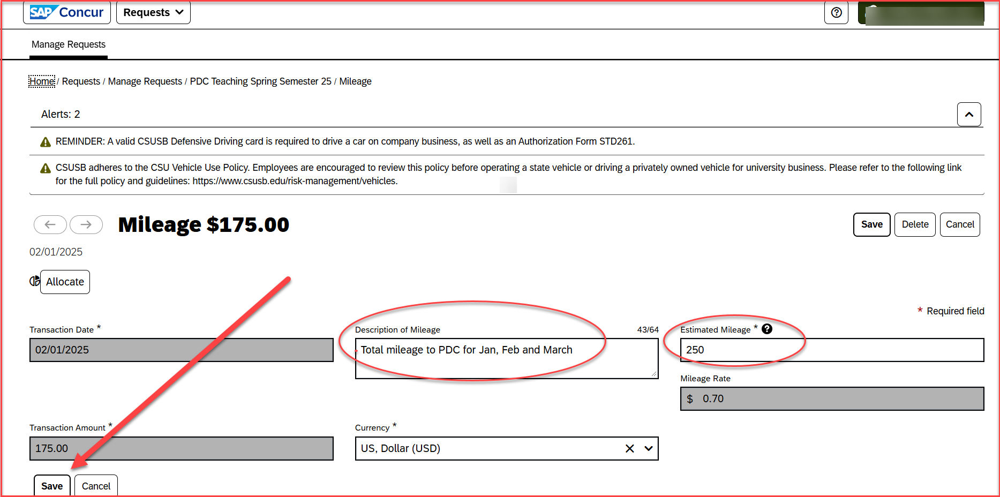 SAP Concur
Requests
Manage Requests
Home / Requests / Manage Requests / PDC Teaching Spring Semester 25 / Mileage
Alerts: 2
REMINDER: A valid CSUSB Defensive Driving card is required to drive a car on company business, as well as an Authorization Form STD261.
CSUSB adheres to the CSU Vehicle Use Policy. Employees are encouraged to review this policy before operating a state vehicle or driving a privately owned vehicle for university business. Please refer to the following link
for the full policy and guidelines: https://www.csusb.edu/risk-management/vehicles.
Mileage $175.00
Save Delete Cancel
02/01/2025
Allocate
* Required field
Transaction Date *
02/01/2025
Description of Mileage 43/64
Total mileage to PDC for Jan, Feb and March
Estimated Mileage * ?
250
Mileage Rate
$ 0.70
Transaction Amount *
175.00
Currency *
US, Dollar (USD)
Save Cancel